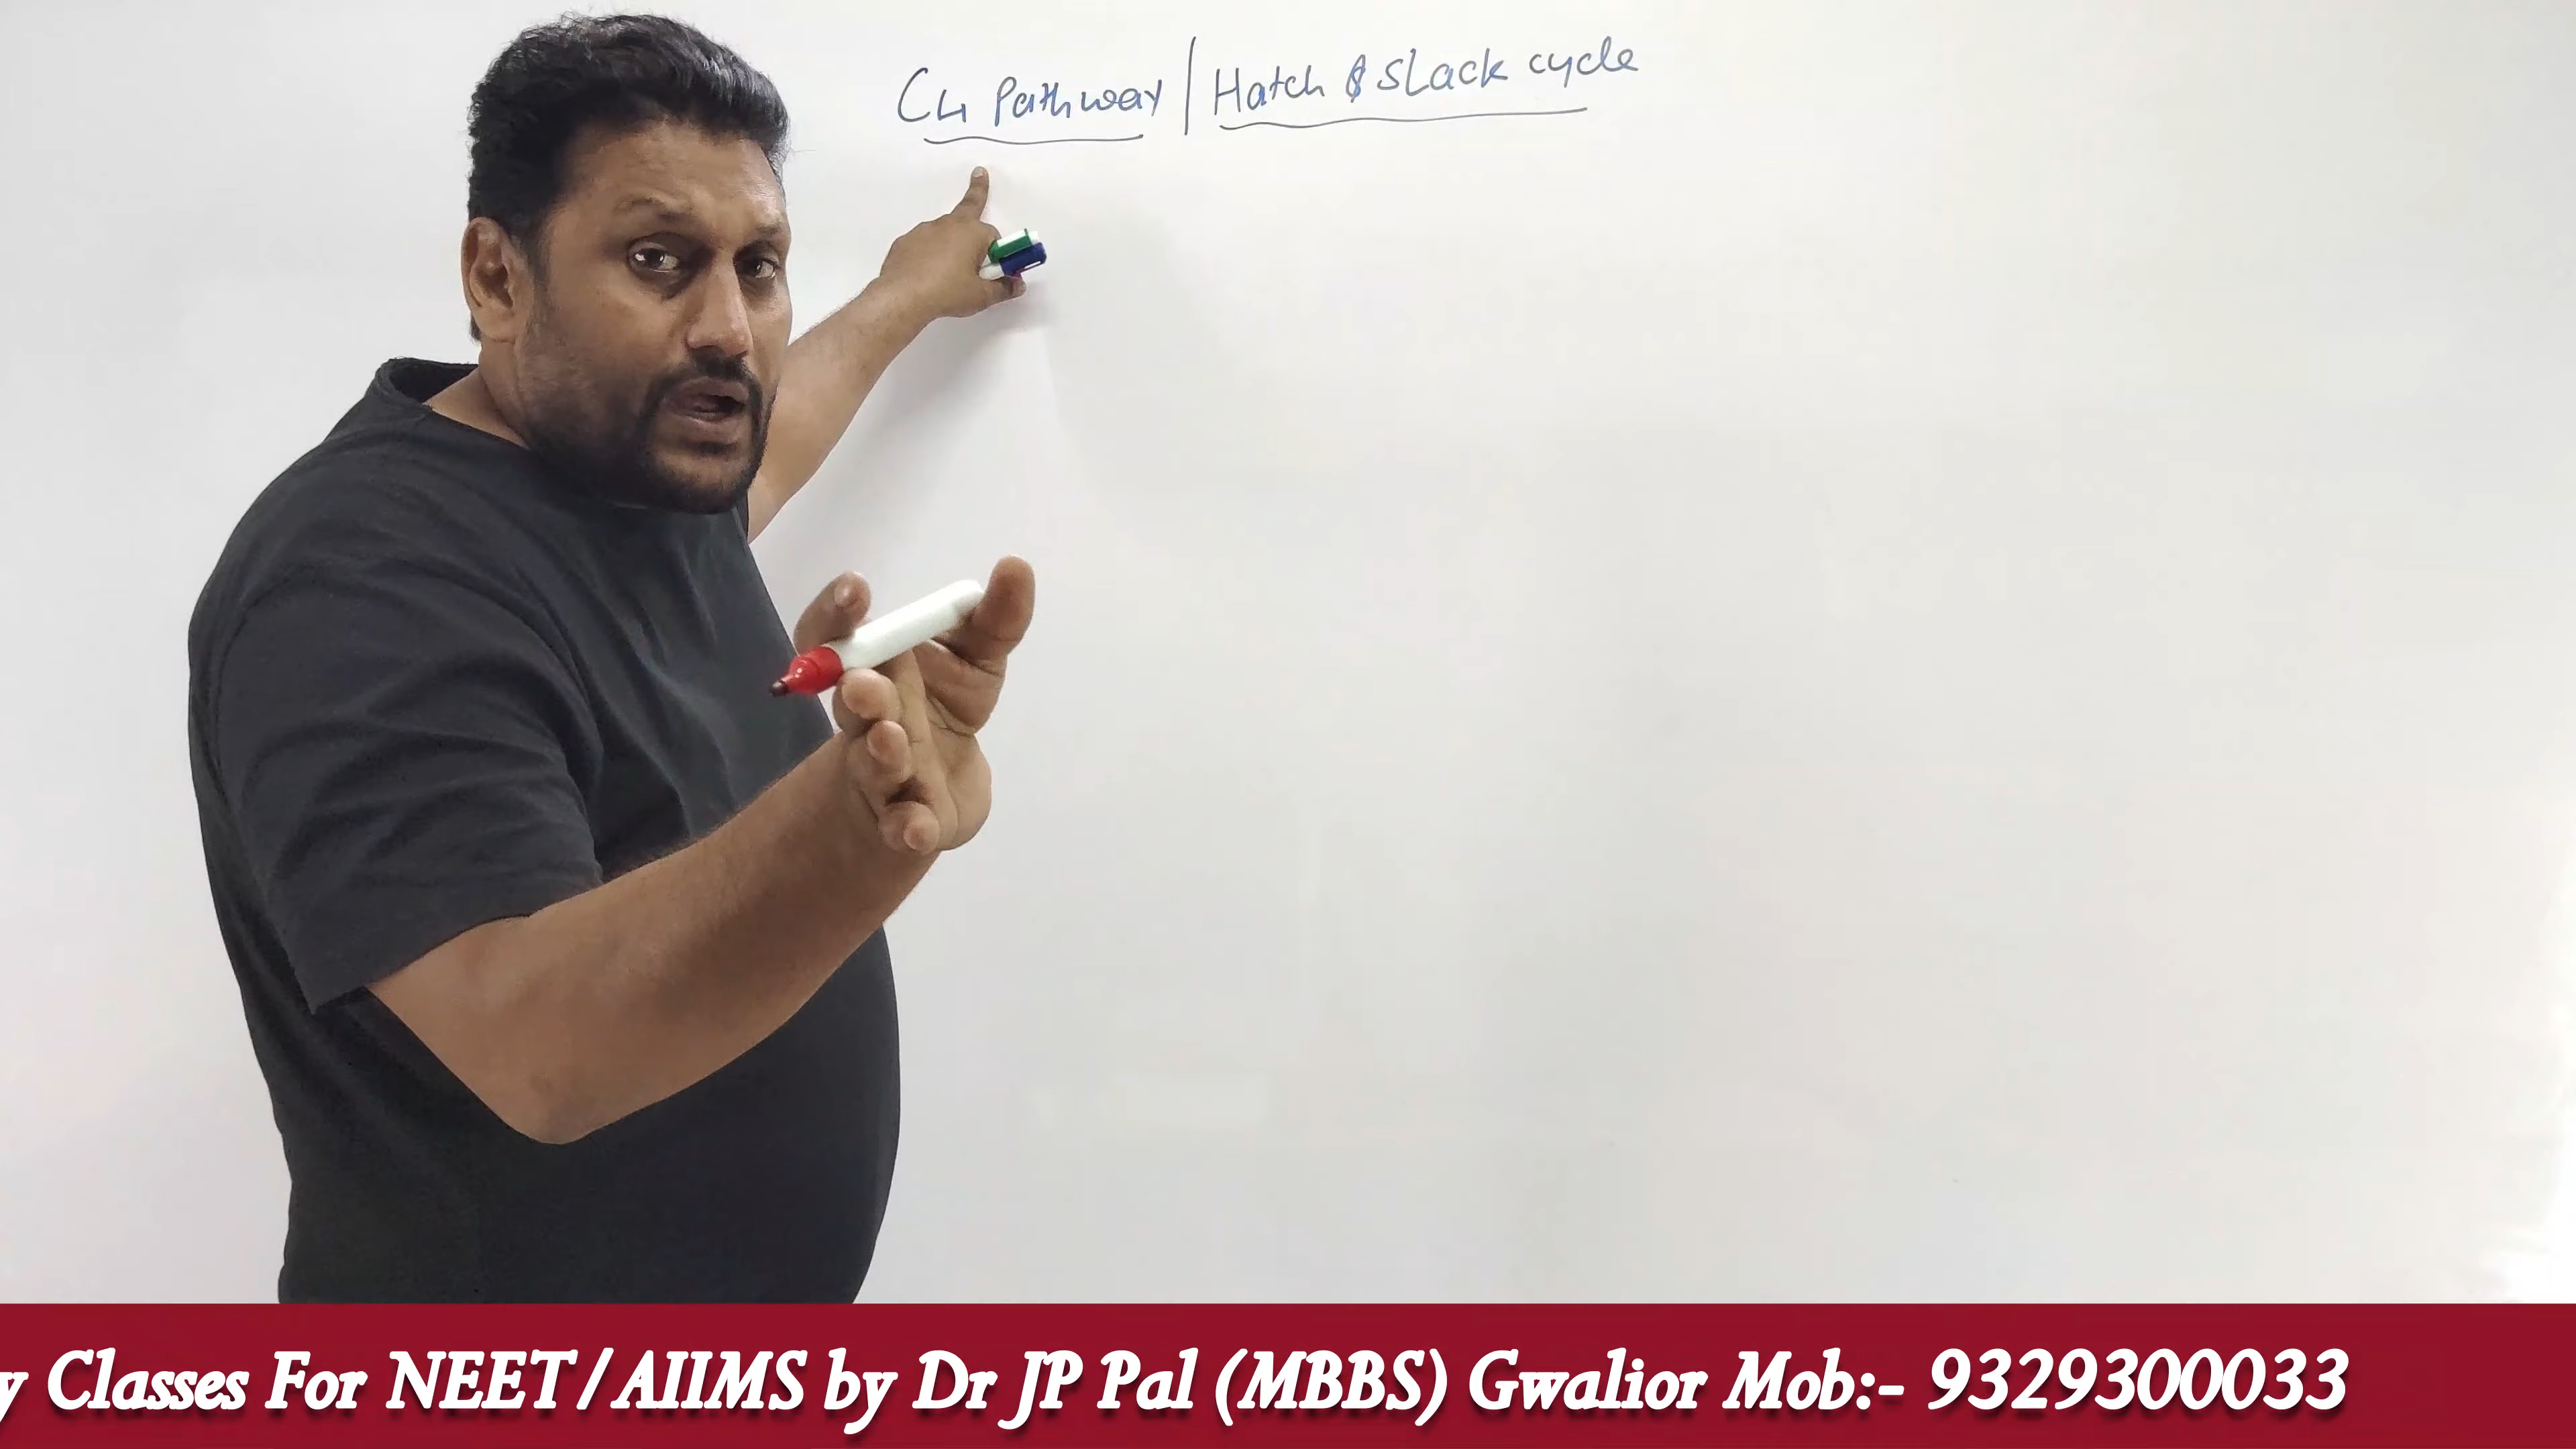 C4 Pathway | Hatch & sLack cycle
y Classes For NEET/AIIMS by Dr JP Pal (MBBS) Gwalior Mob:- 9329300033